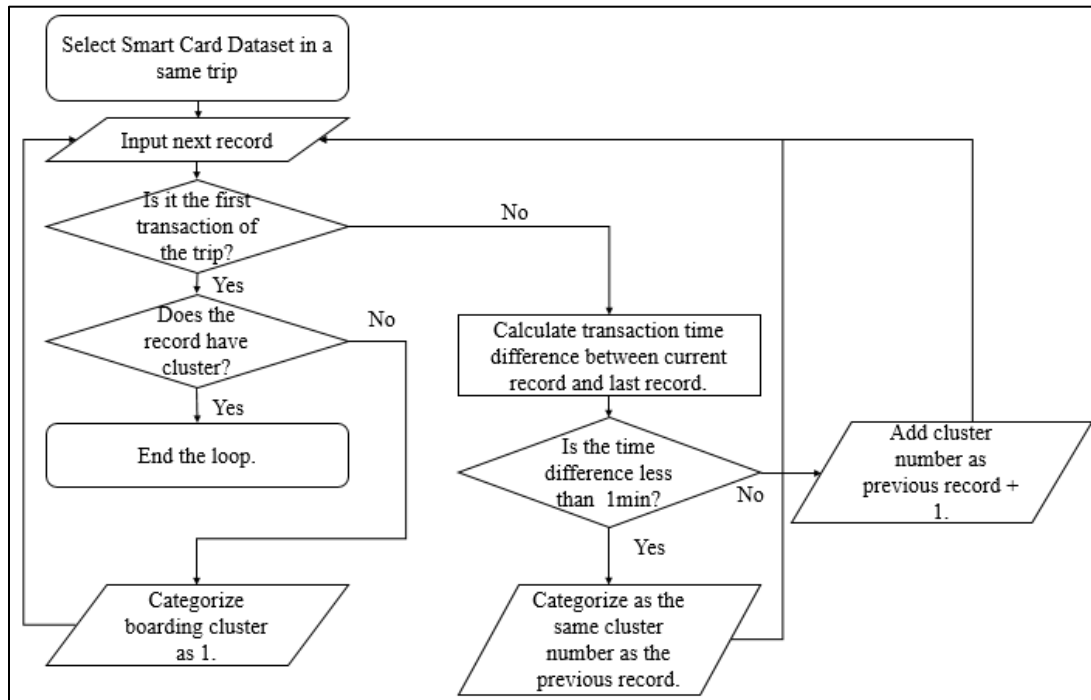 Select Smart Card Dataset in a
same trip
Input next record
Is it the first
transaction of
the trip?
No
Yes
Does the
record have
cluster?
No
Yes
End the loop.
Categorize
boarding cluster
as 1.
Calculate transaction time
difference between current
record and last record.
Is the time
difference less
than 1min?
No
Yes
Categorize as the
same cluster
number as the
previous record.
Add cluster
number as
previous record +
1.